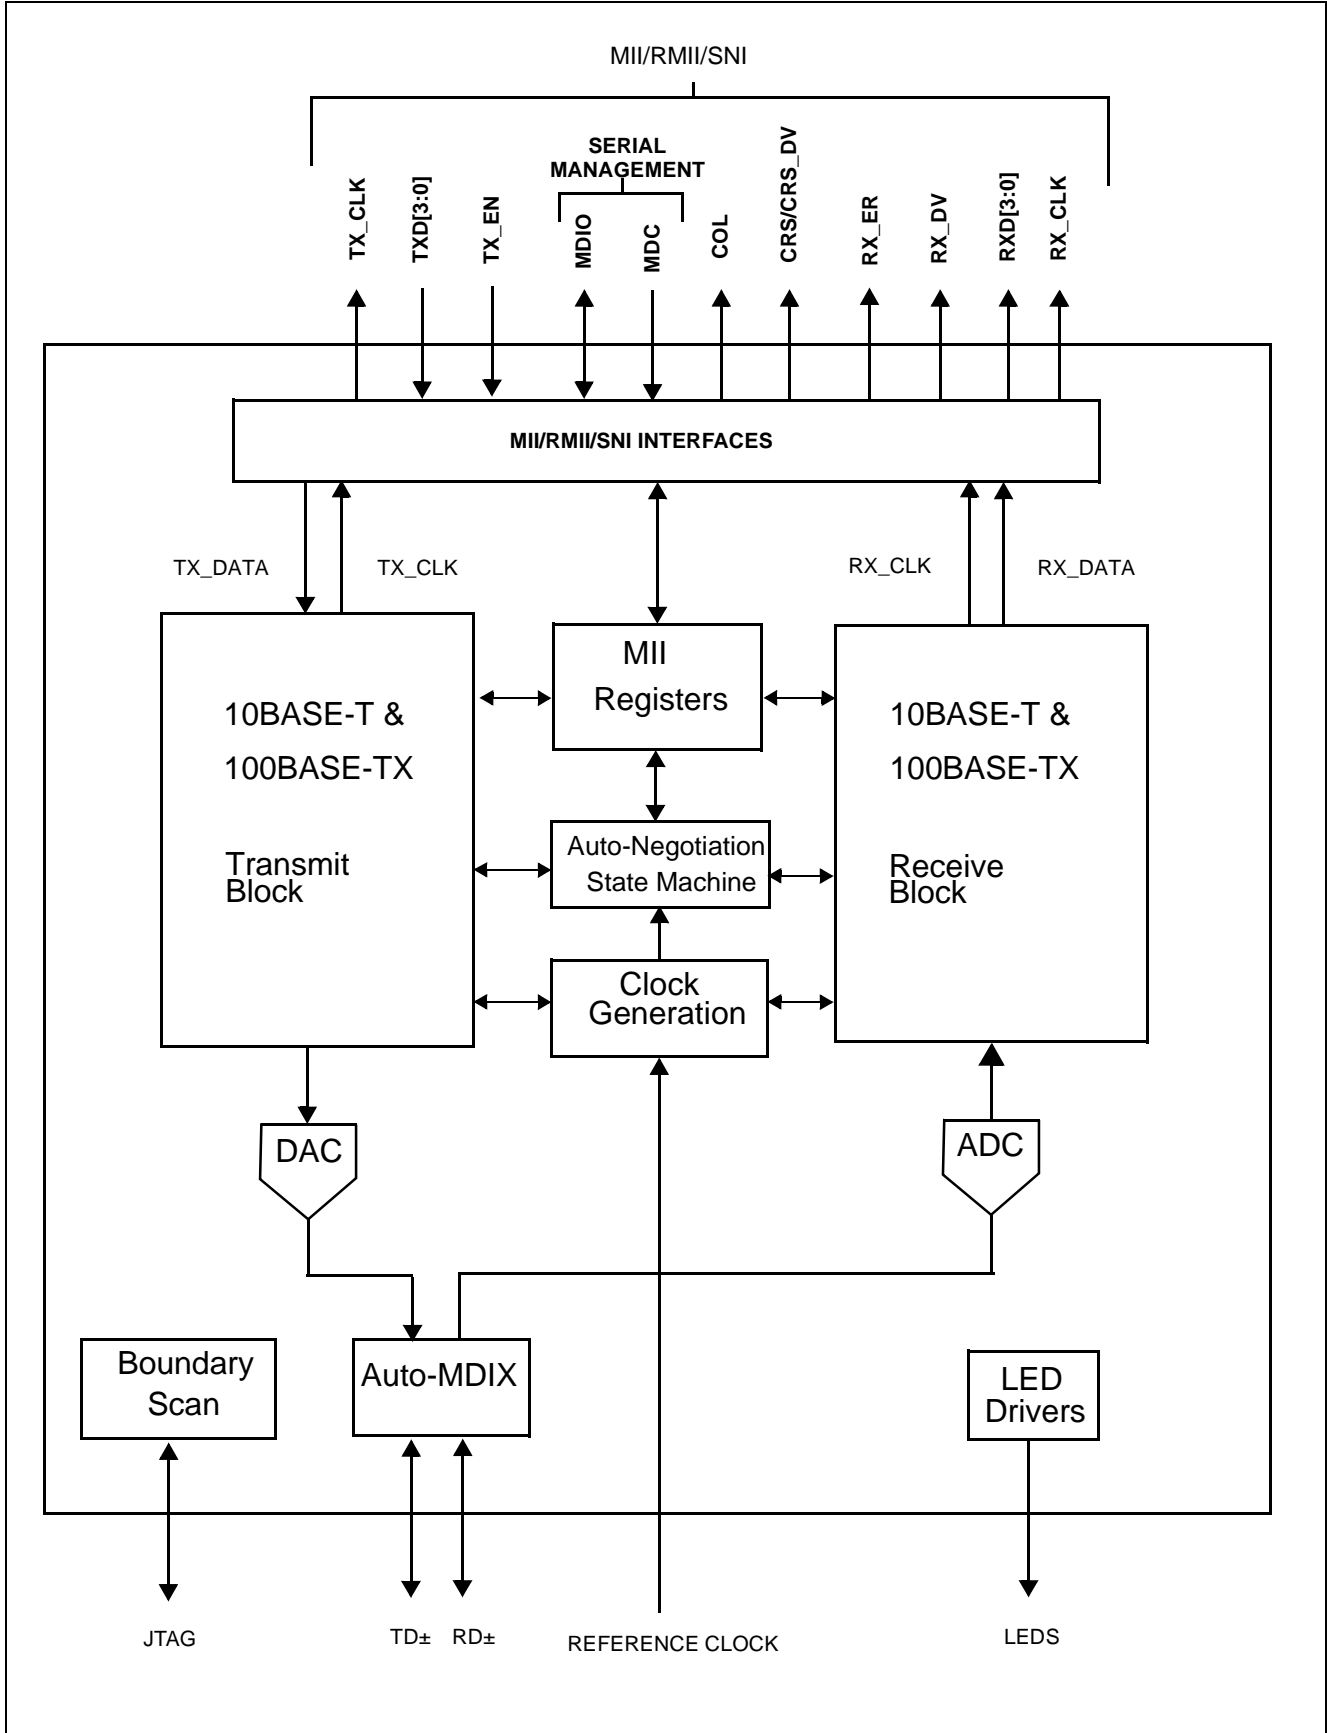 MII/RMII/SNI
SERIAL
MANAGEMENT
TX_CLK
TXD[3:0]
TX_EN
MDIO
MDC
COL
CRS/CRS_DV
RX_ER
RX_DV
RXD[3:0]
RX_CLK
MII/RMII/SNI INTERFACES
TX_DATA
TX_CLK
RX_CLK
RX_DATA
10BASE-T &
100BASE-TX
Transmit
Block
MII
Registers
Auto-Negotiation
State Machine
Clock
Generation
10BASE-T &
100BASE-TX
Receive
Block
DAC
ADC
Boundary
Scan
Auto-MDIX
LED
Drivers
JTAG
TD±
RD±
REFERENCE CLOCK
LEDS